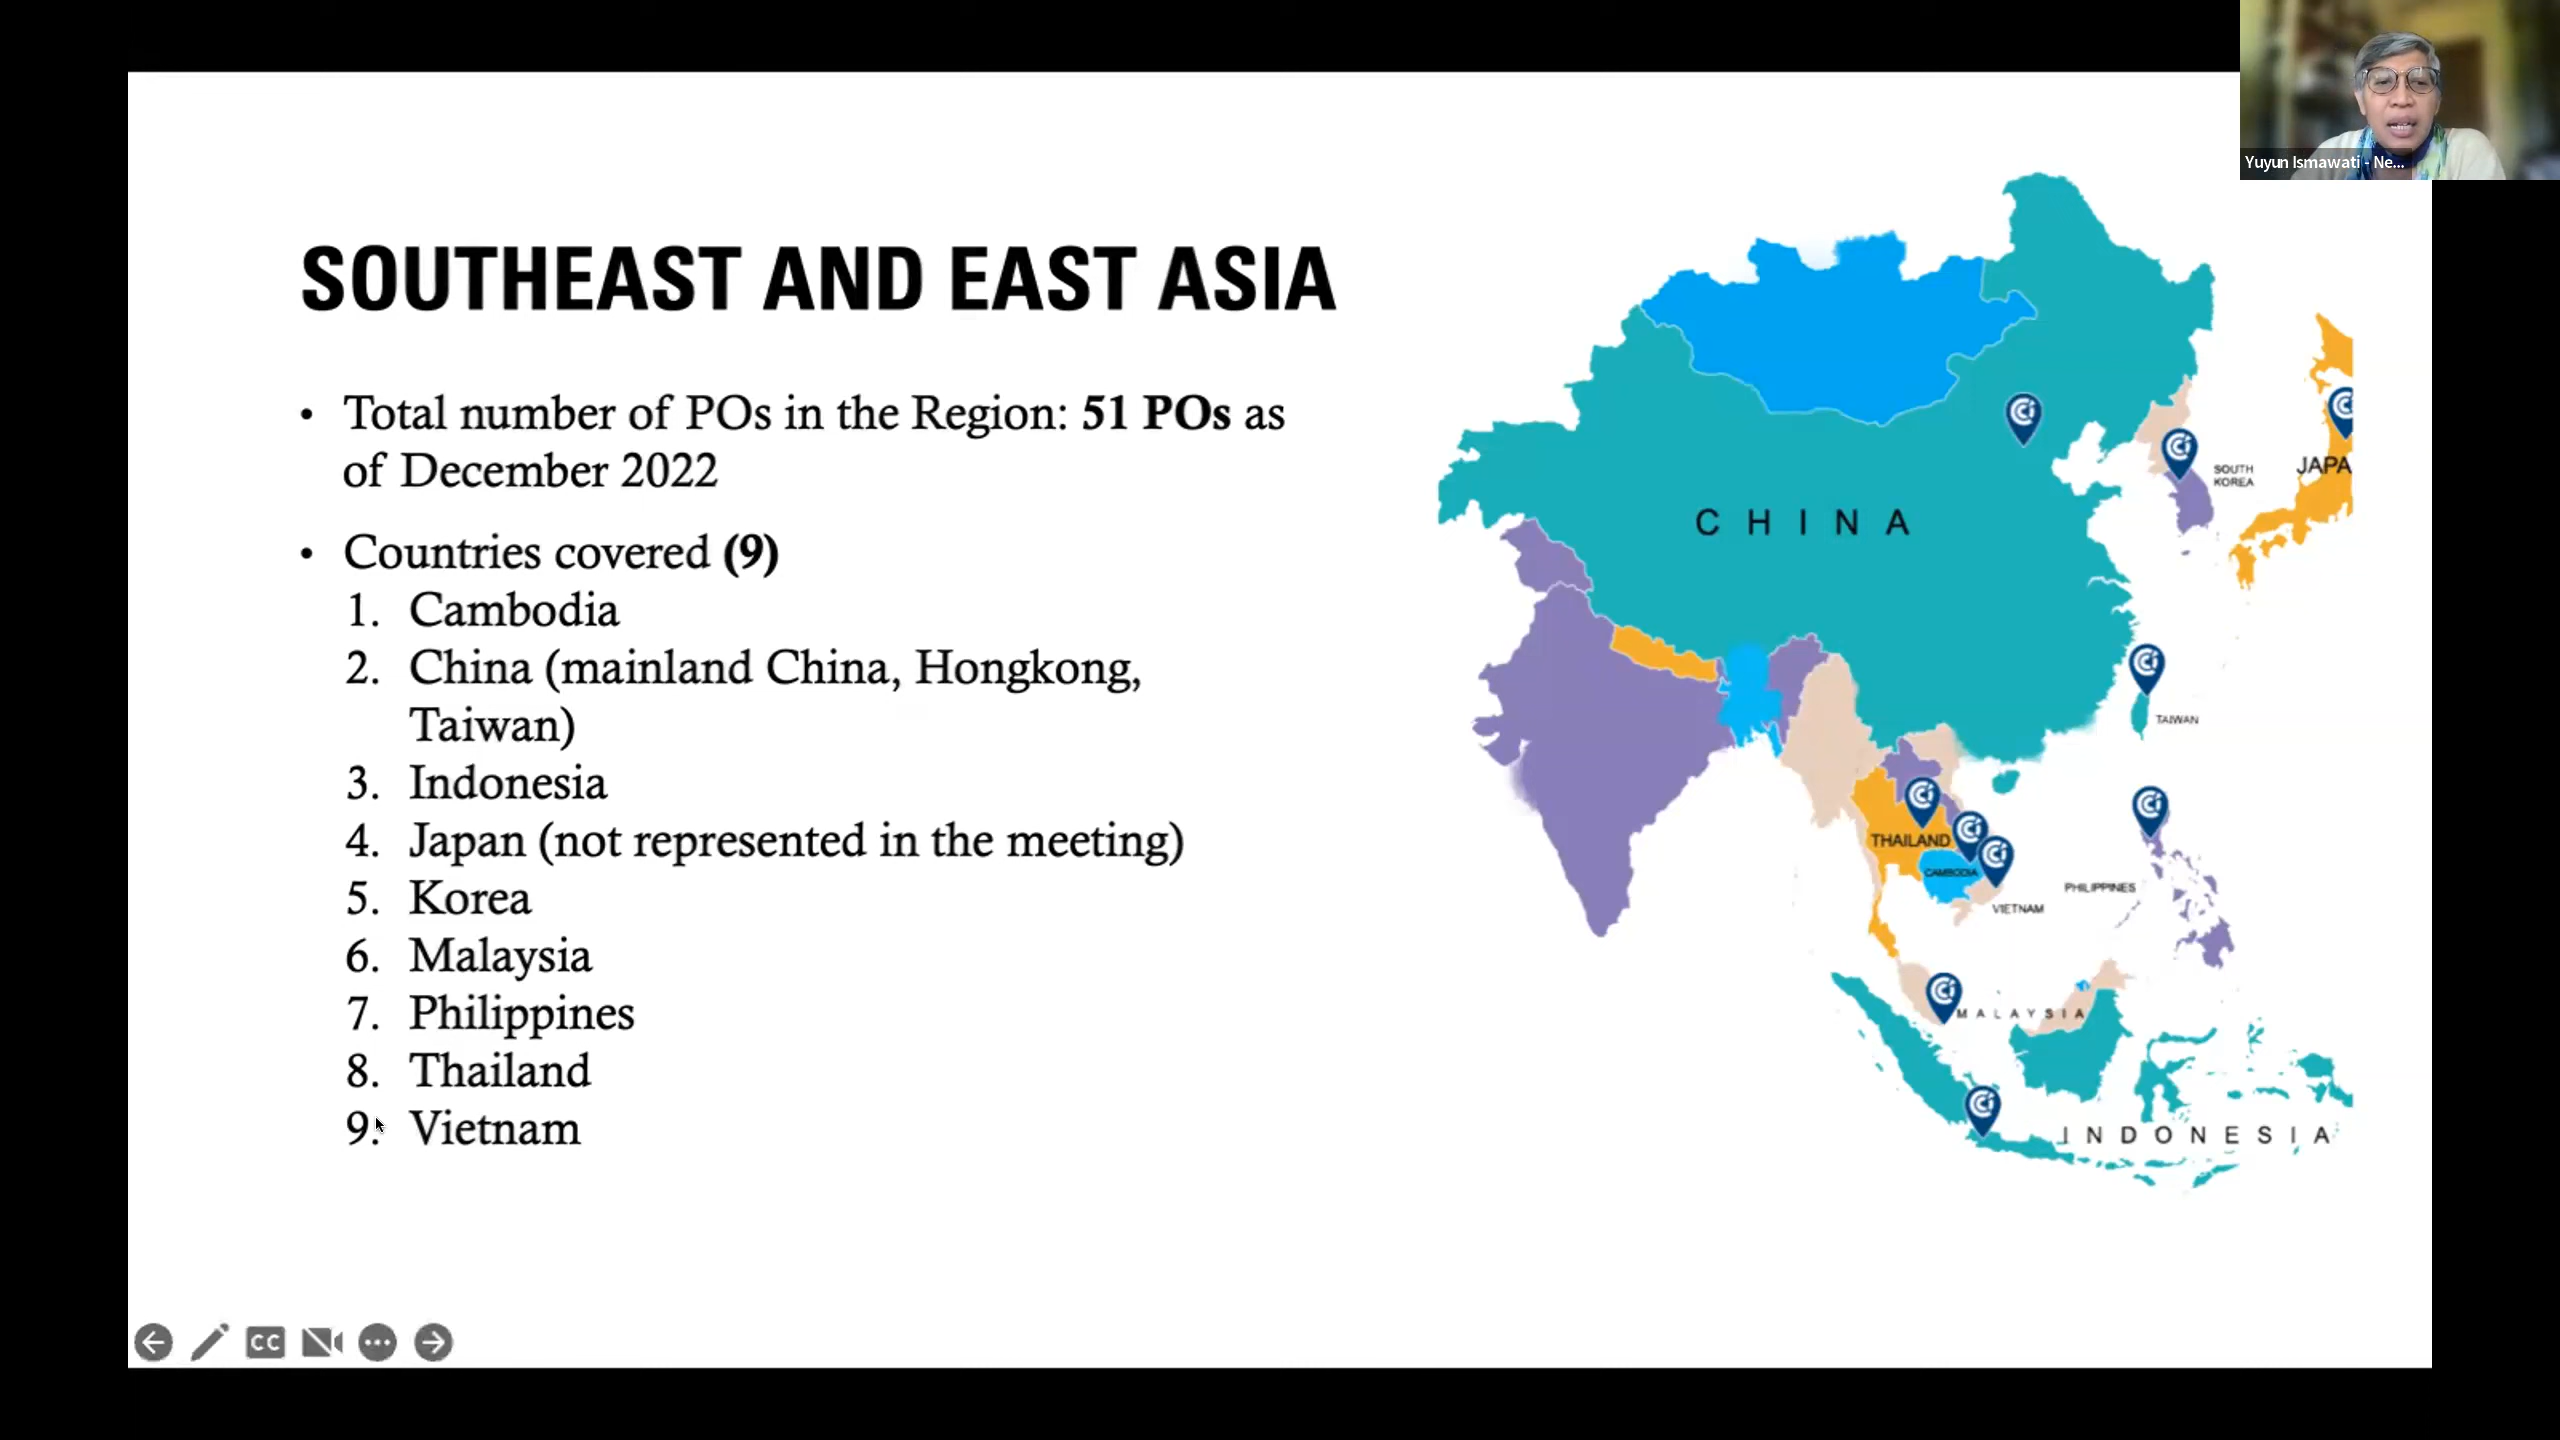 Yuyun Ismawati - Ne...
SOUTHEAST AND EAST ASIA
• Total number of POs in the Region: 51 POs as
of December 2022
• Countries covered (9)
1. Cambodia
2. China (mainland China, Hongkong,
Taiwan)
3. Indonesia
4. Japan (not represented in the meeting)
5. Korea
6. Malaysia
7. Philippines
8. Thailand
9. Vietnam
CHINA
SOUTH
KOREA
JAPA
TAIWAN
THAILAND
CAMBODIA
VIETNAM
PHILIPPINES
MALAYSIA
INDONESIA
CC